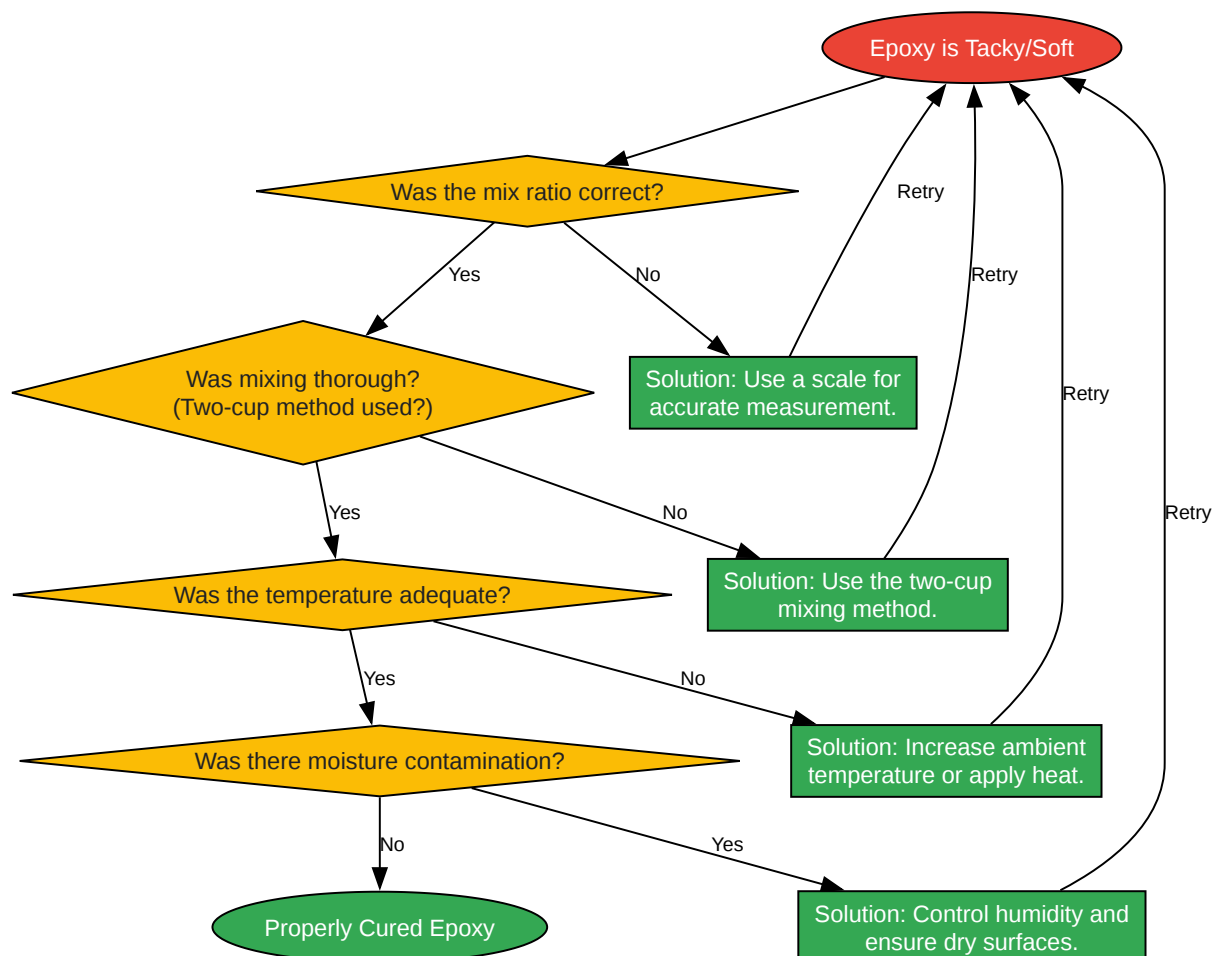 Epoxy is Tacky/Soft
Was the mix ratio correct?
Retry
Yes
No
Retry
Solution: Use a scale for
accurate measurement.
Was mixing thorough?
(Two-cup method used?)
Retry
Yes
No
Retry
Solution: Use the two-cup
mixing method.
Was the temperature adequate?
Yes
No
Solution: Increase ambient
temperature or apply heat.
Was there moisture contamination?
No
Yes
Solution: Control humidity and
ensure dry surfaces.
Properly Cured Epoxy